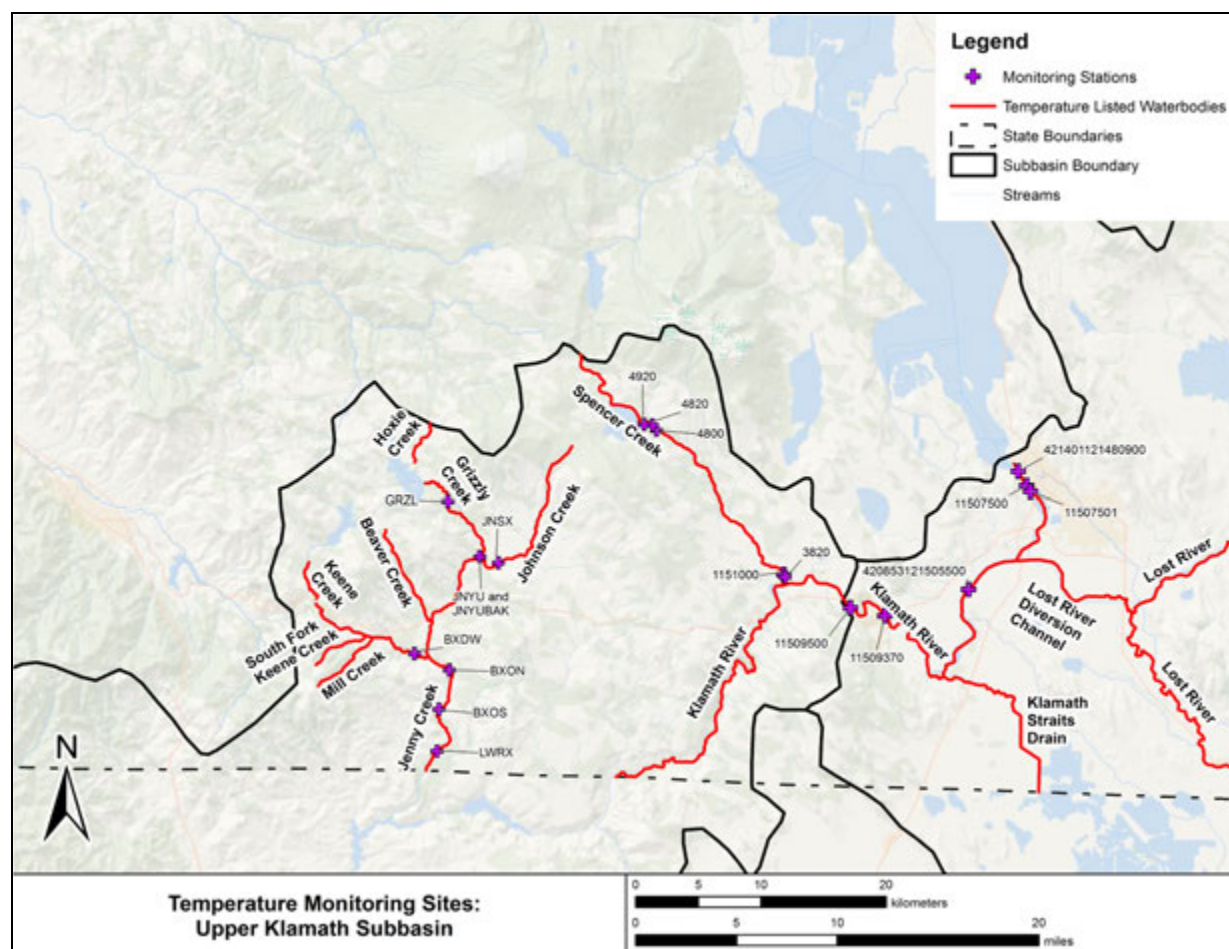 Legend
Monitoring Stations
Temperature Listed Waterbodies
State Boundaries
Subbasin Boundary
Streams
4920
4820
4800
Spencer Creek
Hoxie
Creek
Grizzly
Creek
GRZL
JNSX
Johnson Creek
Beaver Creek
JNYU and
JNYUBAK
Keene
Creek
South Fork
Keene Creek
Mill Creek
BXDW
BXON
BXOS
Jenny Creek
LWRX
421401121480900
11507500
11507501
3820
1151000
420853121505500
11509500
Klamath River
11509370
Klamath River
Lost River
Diversion
Channel
Lost River
Lost River
Klamath
Straits
Drain
N
Temperature Monitoring Sites:
Upper Klamath Subbasin
0 5 10 20
kilometers
0 5 10 20
miles